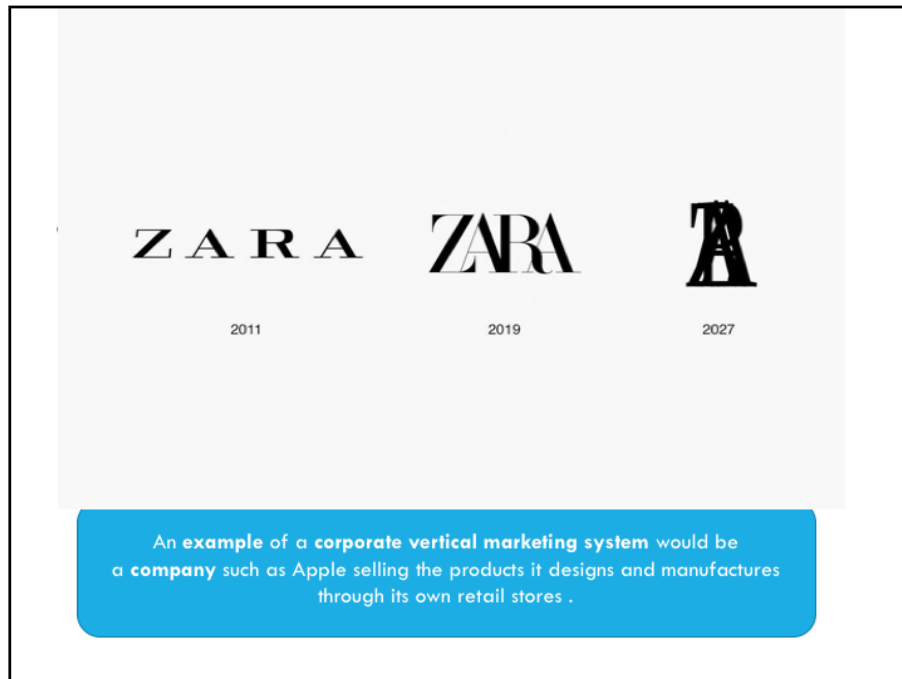 ZARA ZARA
2011 2019 2027
An example of a corporate vertical marketing system would be
a company such as Apple selling the products it designs and manufactures
through its own retail stores .